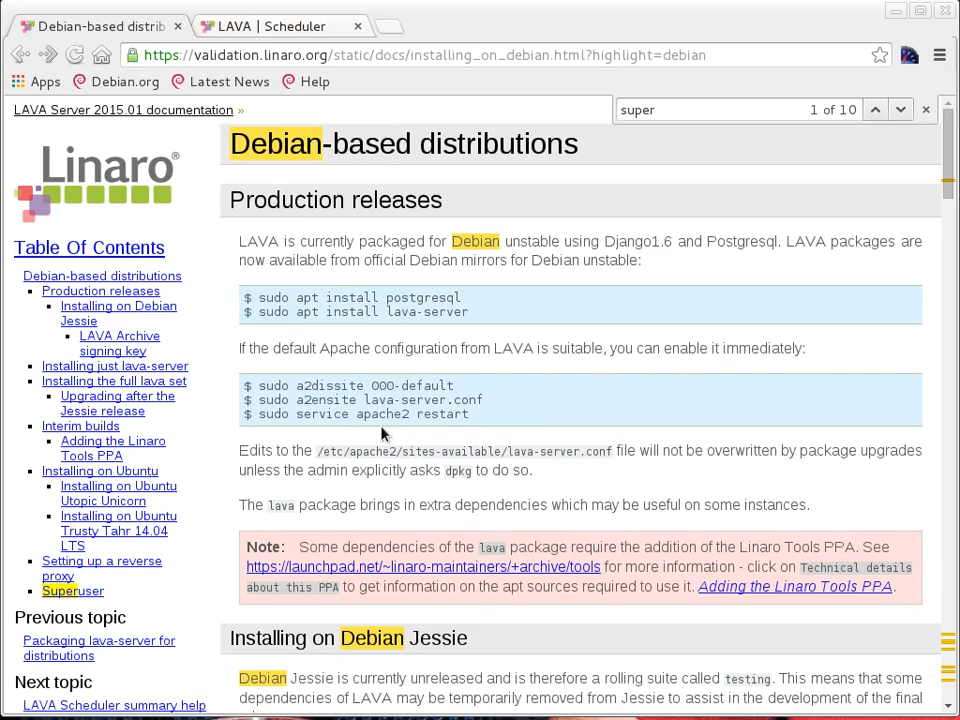 Debian-based distrib
LAVA | Scheduler
https://validation.linaro.org/static/docs/installing_on_debian.html?highlight=debian
Apps
Debian.org
Latest News
Help
LAVA Server 2015.01 documentation »
super
1 of 10
Linaro®
Table Of Contents
Debian-based distributions
Production releases
Installing on Debian
Jessie
LAVA Archive
signing key
Installing just lava-server
Installing the full lava set
Upgrading after the
Jessie release
Interim builds
Adding the Linaro
Tools PPA
Installing on Ubuntu
Installing on Ubuntu
Utopic Unicorn
Installing on Ubuntu
Trusty Tahr 14.04
LTS
Setting up a reverse
proxy
Superuser
Previous topic
Packaging lava-server for
distributions
Next topic
LAVA Scheduler summary help
Debian-based distributions
Production releases
LAVA is currently packaged for Debian unstable using Django1.6 and Postgresql. LAVA packages are
now available from official Debian mirrors for Debian unstable:
$ sudo apt install postgresql
$ sudo apt install lava-server
If the default Apache configuration from LAVA is suitable, you can enable it immediately:
$ sudo a2dissite 000-default
$ sudo a2ensite lava-server.conf
$ sudo service apache2 restart
Edits to the /etc/apache2/sites-available/lava-server.conf file will not be overwritten by package upgrades
unless the admin explicitly asks dpkg to do so.
The lava package brings in extra dependencies which may be useful on some instances.
Note: Some dependencies of the lava package require the addition of the Linaro Tools PPA. See
https://launchpad.net/~linaro-maintainers/+archive/tools for more information - click on Technical details
about this PPA to get information on the apt sources required to use it. Adding the Linaro Tools PPA.
Installing on Debian Jessie
Debian Jessie is currently unreleased and is therefore a rolling suite called testing. This means that some
dependencies of LAVA may be temporarily removed from Jessie to assist in the development of the final